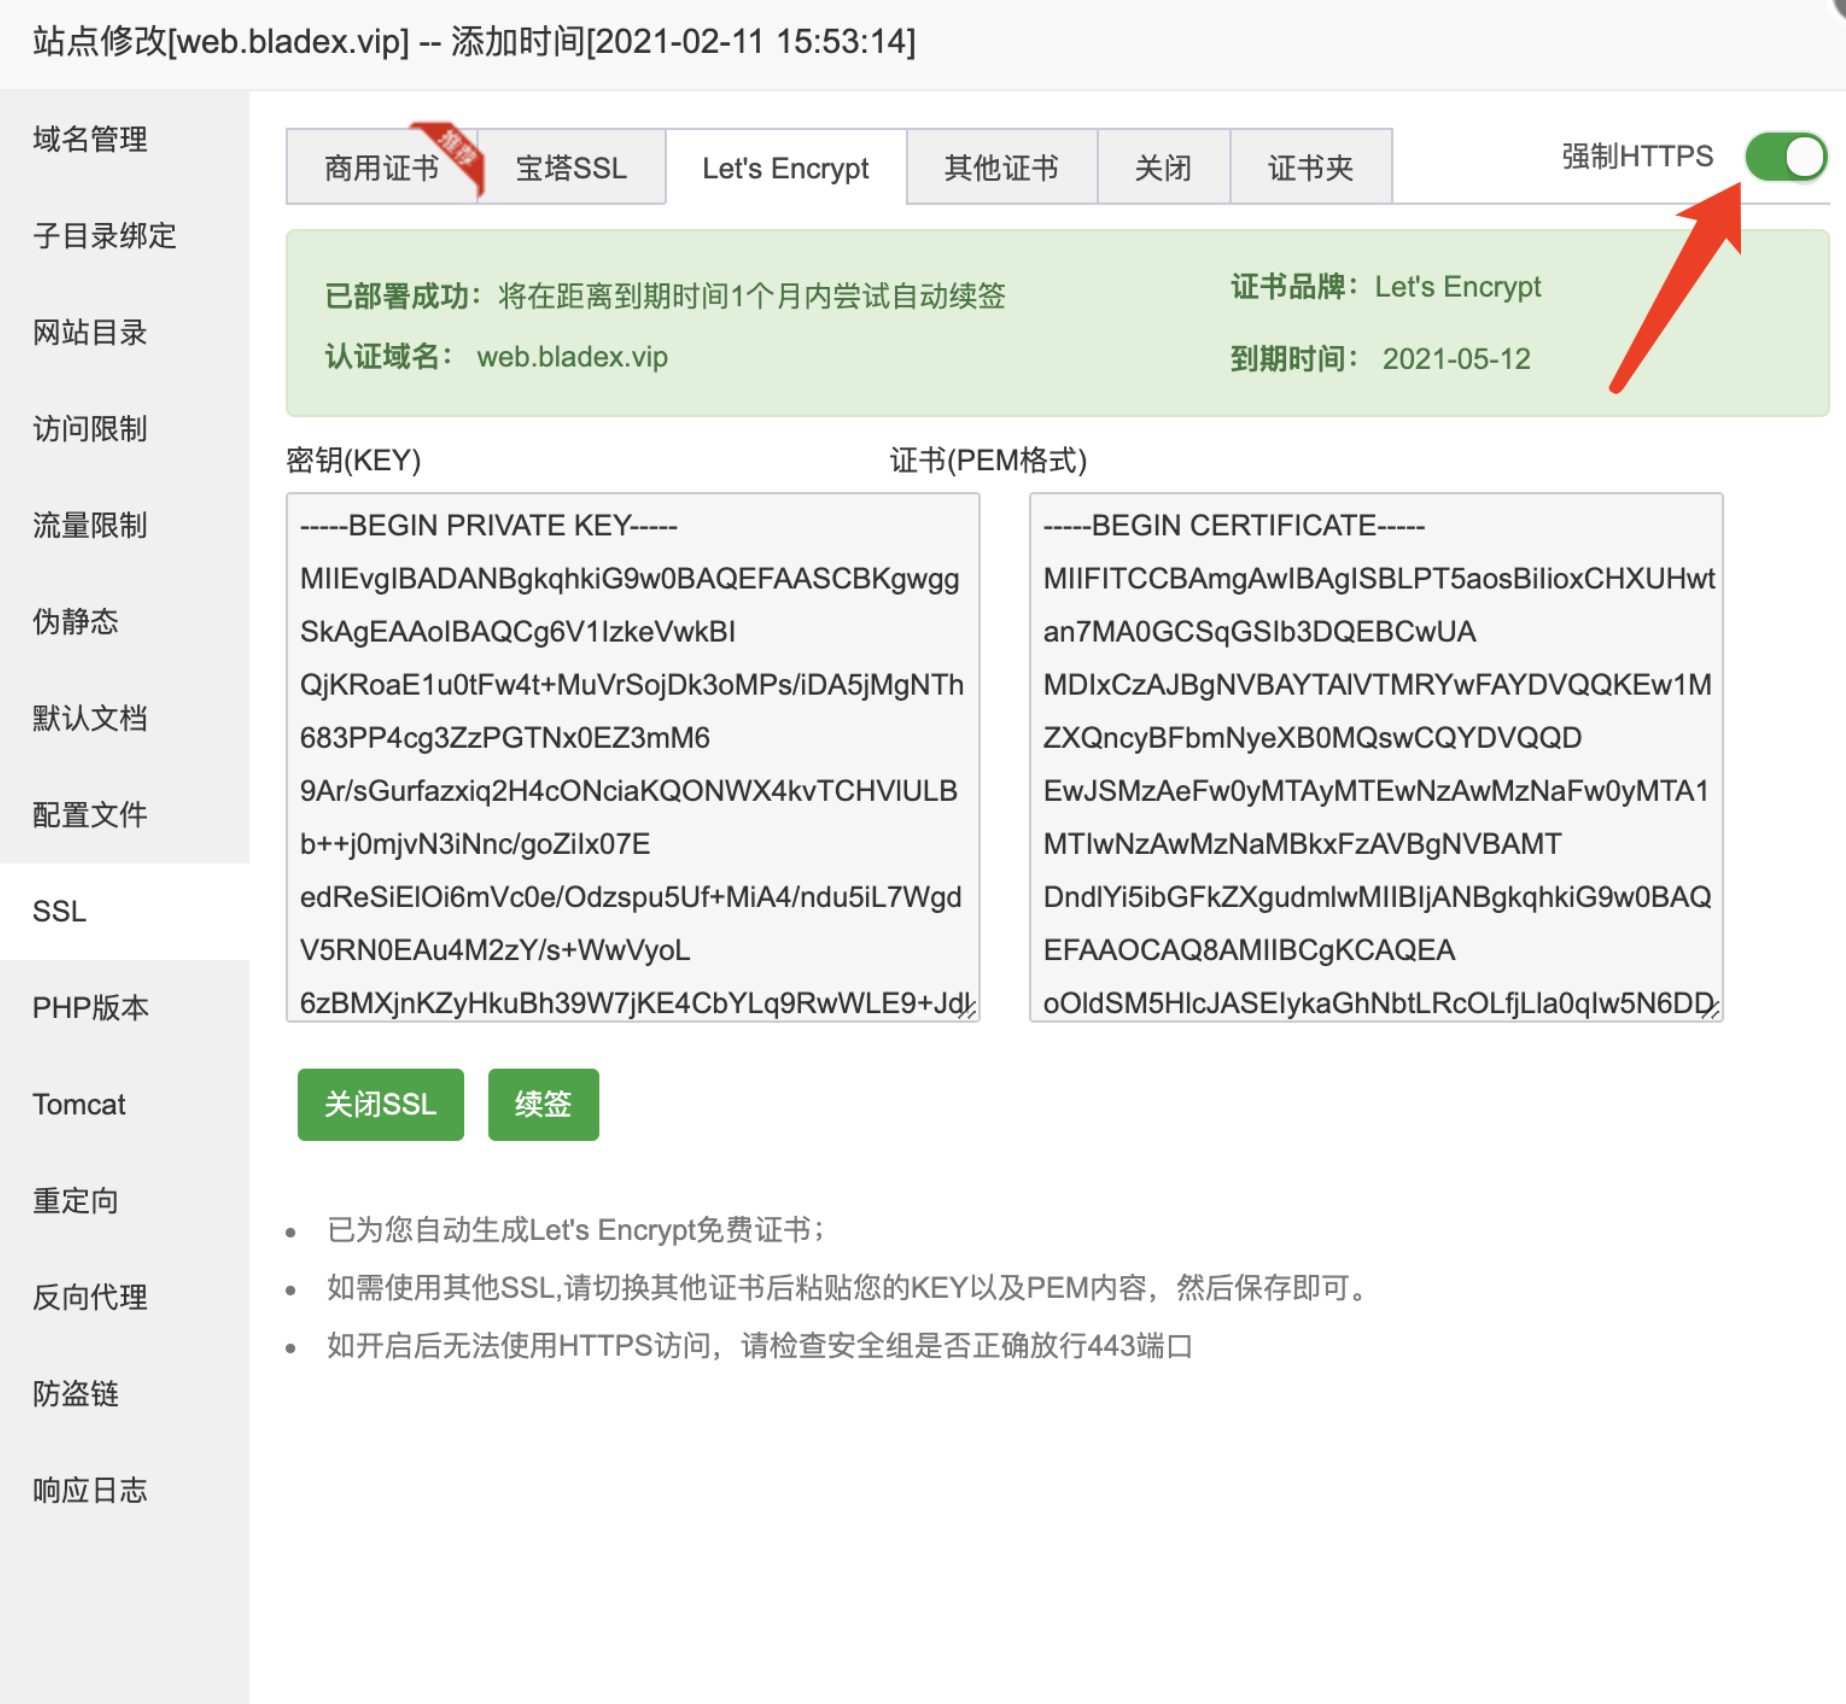 站点修改[web.bladex.vip] -- 添加时间[2021-02-11 15:53:14]
域名管理
子目录绑定
网站目录
访问限制
流量限制
伪静态
默认文档
配置文件
SSL
PHP版本
Tomcat
重定向
反向代理
防盗链
响应日志
商用证书
推荐
宝塔SSL
Let's Encrypt
其他证书
关闭
证书夹
强制HTTPS
已部署成功：将在距离到期时间1个月内尝试自动续签
证书品牌：Let's Encrypt
认证域名： web.bladex.vip
到期时间： 2021-05-12
密钥(KEY)
-----BEGIN PRIVATE KEY-----
MIIEvgIBADANBgkqhkiG9w0BAQEFAASCBKgwgg
SkAgEAAoIBAQCg6V1IzkeVwkBI
QjKRoaE1u0tFw4t+MuVrSojDk3oMPs/iDA5jMgNTh
683PP4cg3ZzPGTNx0EZ3mM6
9Ar/sGurfazxiq2H4cONciaKQONWX4kvTCHVlULB
b++j0mjvN3iNnc/goZiIx07E
edReSiElOi6mVc0e/Odzspu5Uf+MiA4/ndu5iL7Wgd
V5RN0EAu4M2zY/s+WwVyoL
6zBMXjnKZyHkuBh39W7jKE4CbYLq9RwWLE9+JdI
证书(PEM格式)
-----BEGIN CERTIFICATE-----
MIIFITCCBAmgAwIBAgISBLPT5aosBiIioxCHXUHwt
an7MA0GCSqGSIb3DQEBCwUA
MDIxCzAJBgNVBAYTAlVTMRYwFAYDVQQKEw1M
ZXQncyBFbmNyeXB0MQswCQYDVQQD
EwJSMzAeFw0yMTAyMTEwNzAwMzNaFw0yMTA1
MTIwNzAwMzNaMBkxFzAVBgNVBAMT
DndlYi5ibGFkZXgudmlwMIIBIjANBgkqhkiG9w0BAQ
EFAAOCAQ8AMIIBCgKCAQEA
oOldSM5HlcJASEIykaGhNbtLRcOLfjLla0qIw5N6DD
关闭SSL
续签
已为您自动生成Let's Encrypt免费证书；
如需使用其他SSL,请切换其他证书后粘贴您的KEY以及PEM内容，然后保存即可。
如开启后无法使用HTTPS访问，请检查安全组是否正确放行443端口